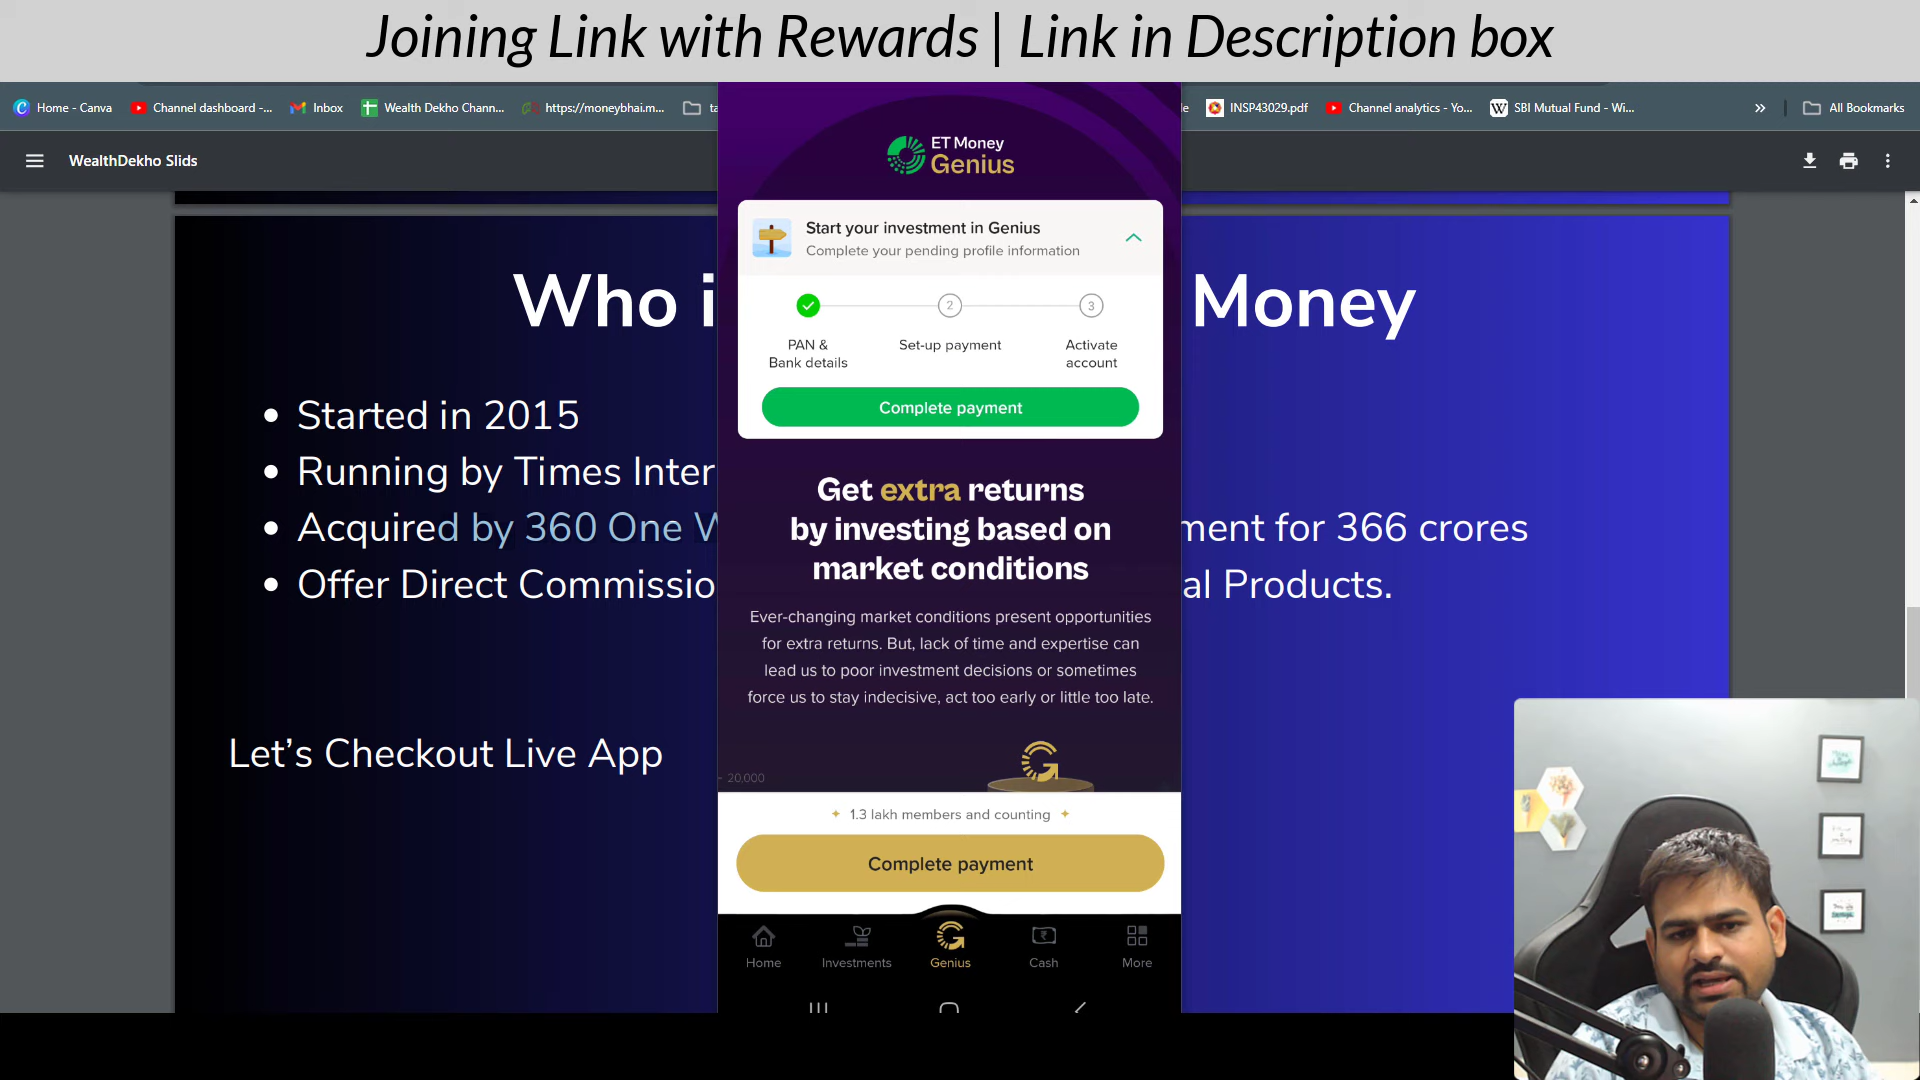 Joining Link with Rewards | Link in Description box
Home - Canva
Channel dashboard -...
Inbox
Wealth Dekho Chann...
https://moneybhai.m...
INSP43029.pdf
Channel analytics - Yo...
SBI Mutual Fund - Wi...
All Bookmarks
WealthDekho Slids
Who i
Money
Started in 2015
Running by Times Inter
Acquired by 360 One W
ment for 366 crores
Offer Direct Commissio
al Products.
Let's Checkout Live App
ET Money
Genius
Start your investment in Genius
Complete your pending profile information
2
3
PAN &
Bank details
Set-up payment
Activate
account
Complete payment
Get extra returns
by investing based on
market conditions
Ever-changing market conditions present opportunities
for extra returns. But, lack of time and expertise can
lead us to poor investment decisions or sometimes
force us to stay indecisive, act too early or little too late.
20,000
1.3 lakh members and counting
Complete payment
Home
Investments
Genius
Cash
More